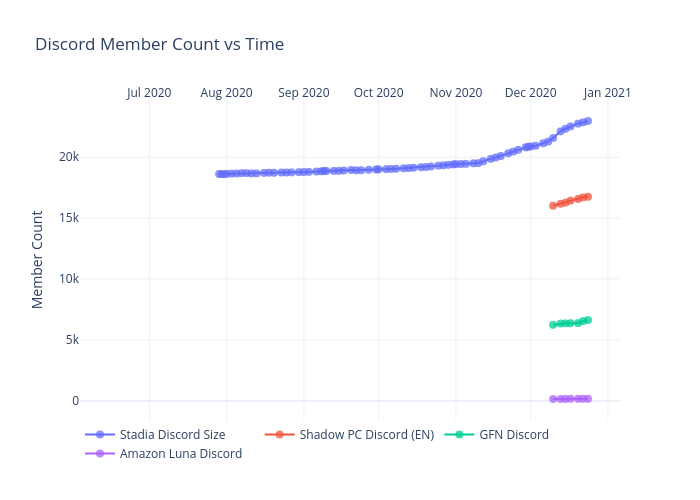 Discord Member Count vs Time
Jul 2020 Aug 2020 Sep 2020 Oct 2020 Nov 2020 Dec 2020 Jan 2021
20k
15k
10k
5k
0
Member Count
Stadia Discord Size Shadow PC Discord (EN) GFN Discord
Amazon Luna Discord